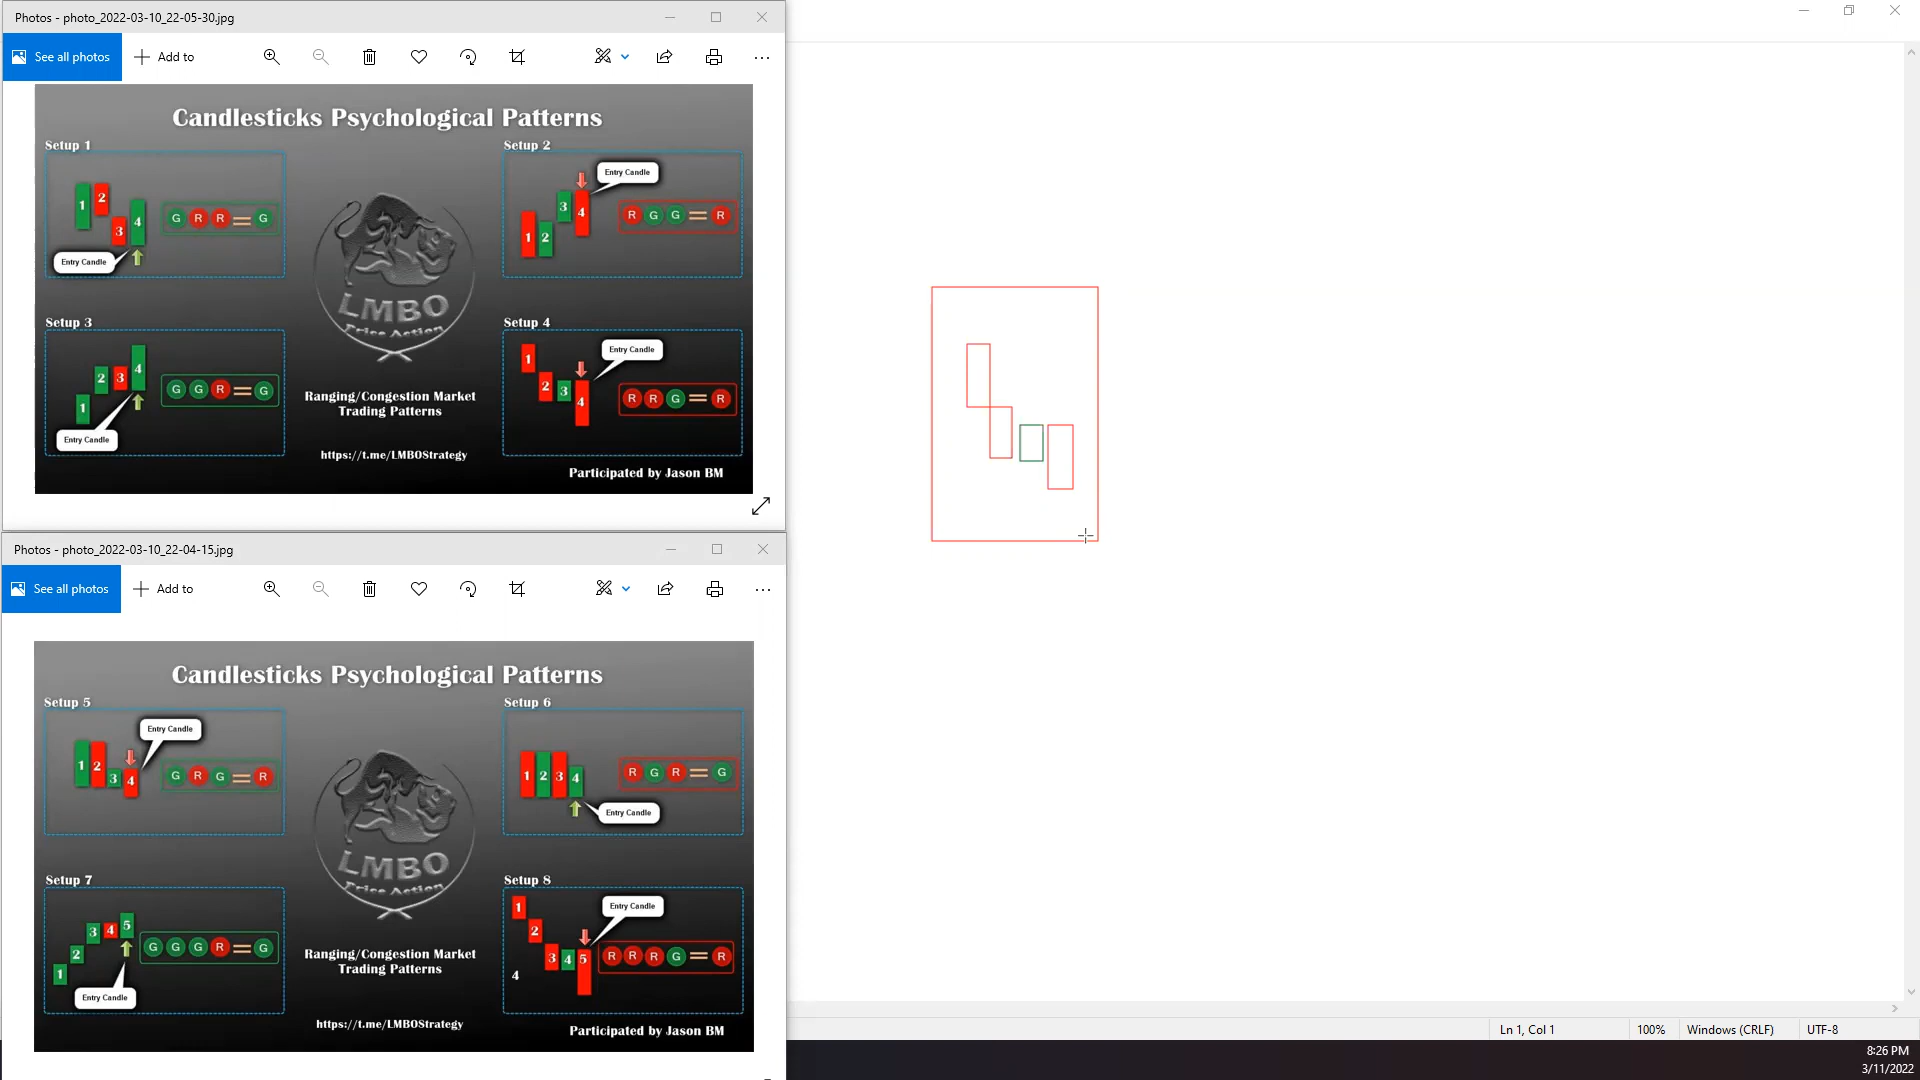 Photos - photo_2022-03-10_22-05-30.jpg
See all photos
Add to
Candlesticks Psychological Patterns
Setup 1
1 2 3 4
G R R = G
Entry Candle
Setup 2
Entry Candle
1 2 3 4
R G G = R
Setup 3
1 2 3 4
G G R = G
Entry Candle
Setup 4
Entry Candle
1 2 3 4
R R G = R
LMBO
Price Action
Ranging/Congestion Market
Trading Patterns
https://t.me/LMBOStrategy
Participated by Jason BM
Photos - photo_2022-03-10_22-04-15.jpg
See all photos
Add to
Candlesticks Psychological Patterns
Setup 5
Entry Candle
1 2 3 4
G R G = R
Setup 6
1 2 3 4
R G R = G
Entry Candle
Setup 7
1 2 3 4 5
G G G R = G
Entry Candle
Setup 8
Entry Candle
1 2 3 4 5
R R R G = R
4
LMBO
Price Action
Ranging/Congestion Market
Trading Patterns
https://t.me/LMBOStrategy
Participated by Jason BM
Ln 1, Col 1
100%
Windows (CRLF)
UTF-8
8:26 PM
3/11/2022